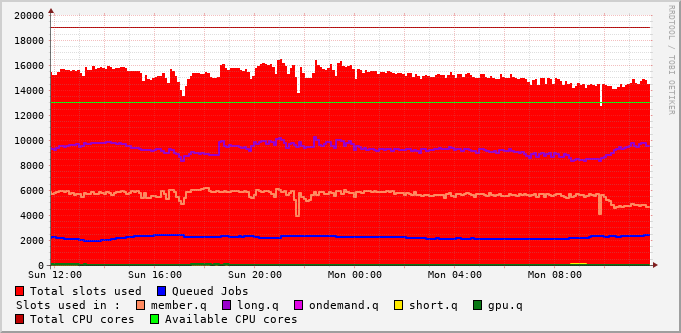 20000
18000
16000
14000
12000
10000
8000
6000
4000
2000
0
Sun 12:00 Sun 16:00 Sun 20:00 Mon 00:00 Mon 04:00 Mon 08:00
Total slots used Queued Jobs
Slots used in : member.q long.q ondemand.q short.q gpu.q
Total CPU cores Available CPU cores
RRDTOOL / TOBI OETIKER